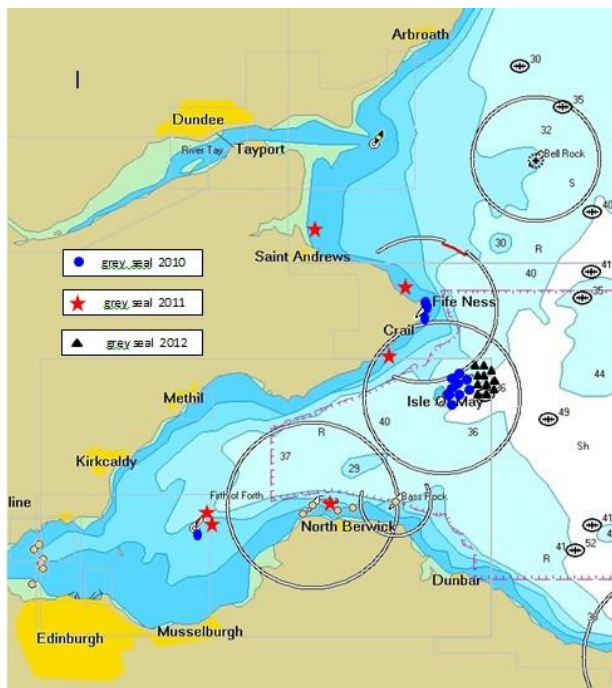 Arbroath
30
35
Dundee
32
River Tay
Tayport
Bell Rock
S
40
30
R
Saint Andrews
40
41
grey seal 2010
35
grey seal 2011
Fife Ness
grey seal 2012
Crail
44
Methil
Isle Of May
36
40
49
R
36
Sh
37
Kirkcaldy
29
line
Firth of Forth
Bass Rock
North Berwick
41
41
52
R
Dunbar
Edinburgh
Musselburgh